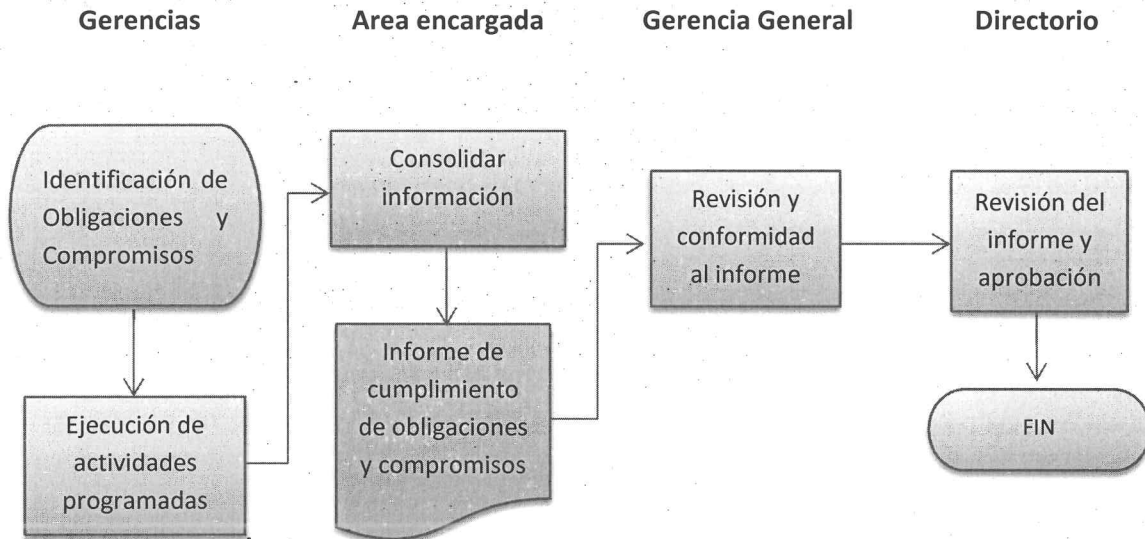 Gerencias
Area encargada
Gerencia General
Directorio
Identificación de
Obligaciones y
Compromisos
Ejecución de
actividades
programadas
Consolidar
información
Informe de
cumplimiento
de obligaciones
y compromisos
Revisión y
conformidad
al informe
Revisión del
informe y
aprobación
FIN